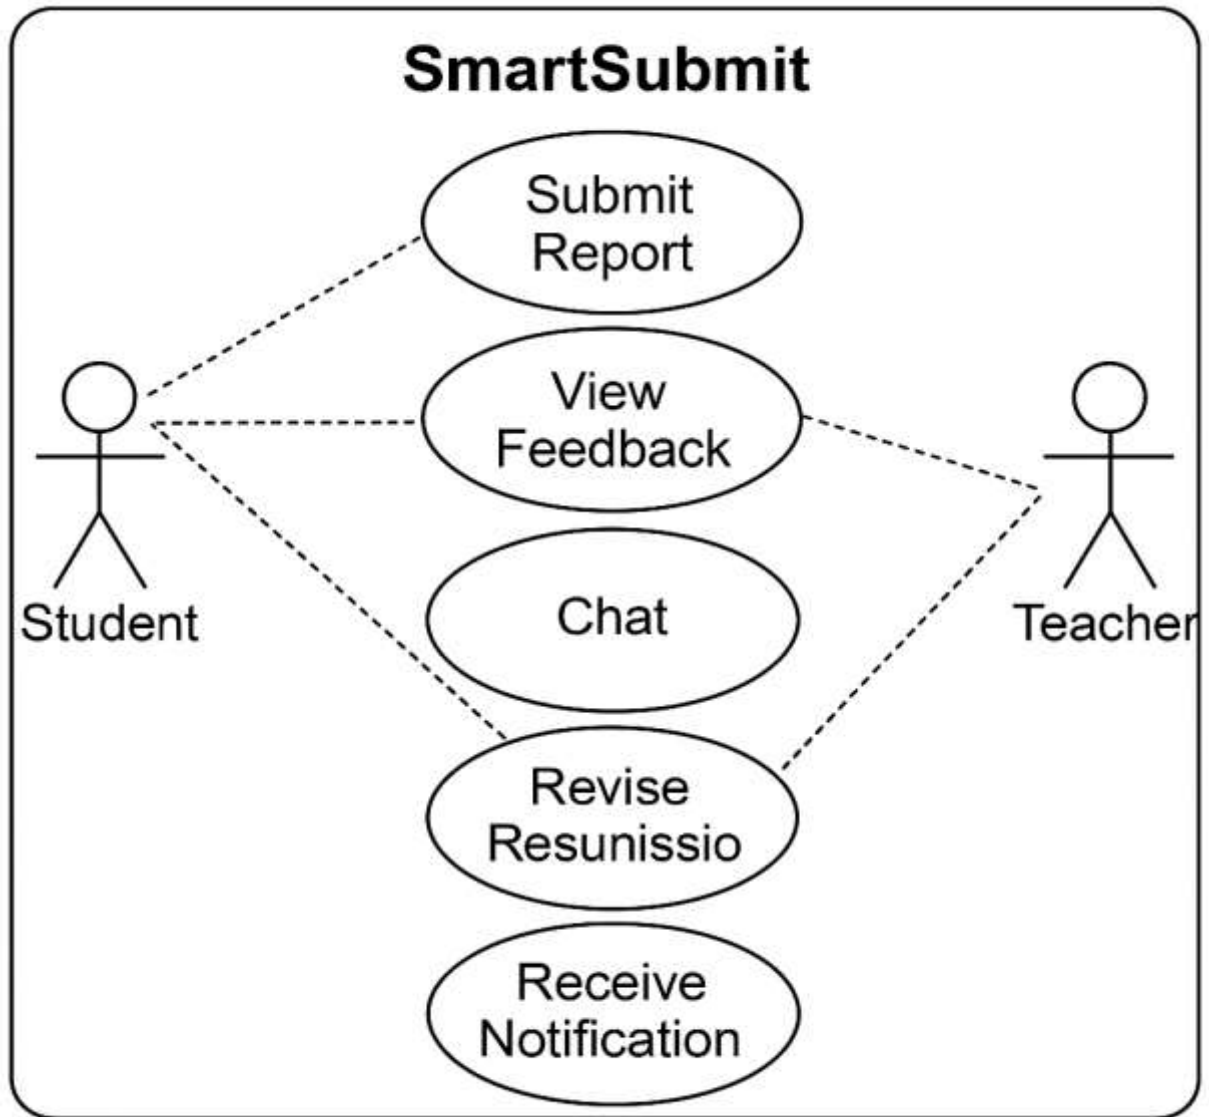 SmartSubmit
Submit
Report
View
Feedback
Student
Teacher
Chat
Revise
Resunissio
Receive
Notification